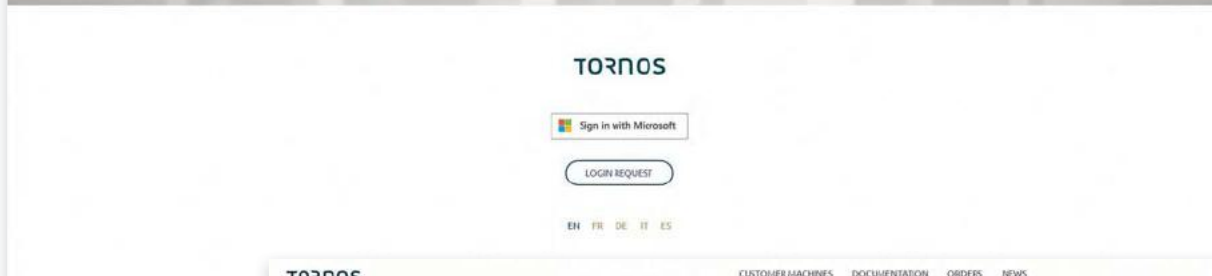 TORNOS
Sign in with Microsoft
LOGIN REQUEST
EN FR DE IT ES
TORNOS CUSTOMER MACHINES DOCUMENTATION ORDERS NEWS